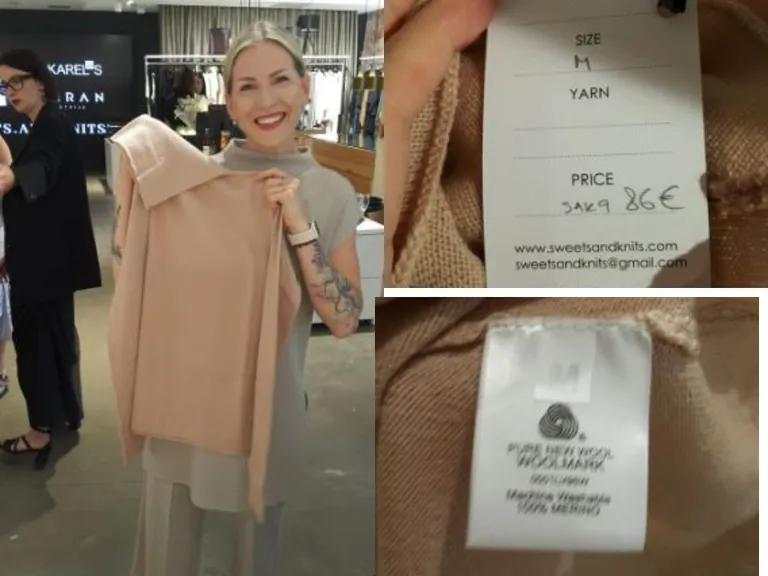 KAREL S
SIZE
M
YARN
PRICE
SAK9 86€
www.sweetsandknits.com
sweetsandknits@gmail.com
PURE NEW WOOL
WOOLMARK
Machine Washable
100% MERINO